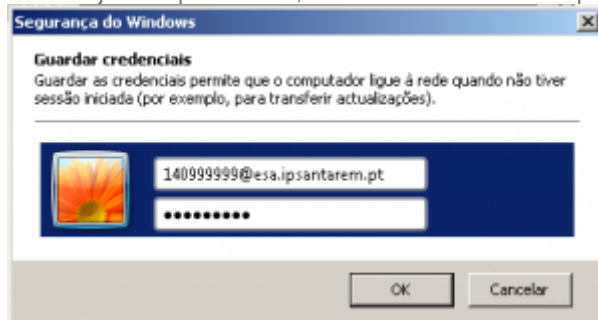 Segurança do Windows
Guardar credenciais
Guardar as credenciais permite que o computador ligue à rede quando não tiver
sessão iniciada (por exemplo, para transferir actualizações).
140999999@esa.ipsantarem.pt
●●●●●●●●●
OK
Cancelar